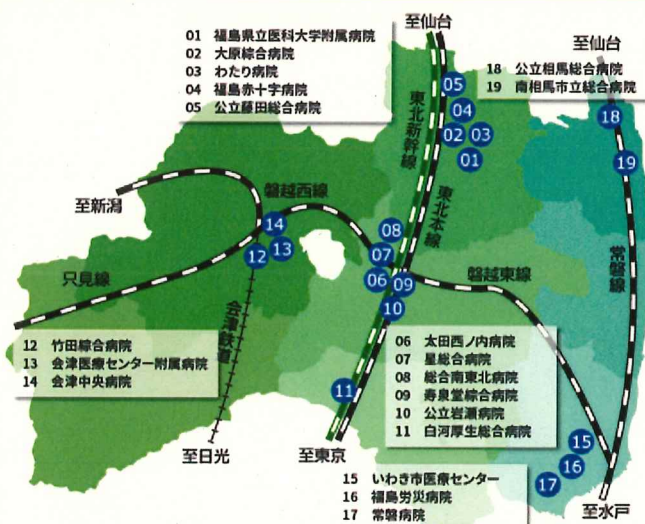 01 福島県立医科大学附属病院
02 大原綜合病院
03 わたり病院
04 福島赤十字病院
05 公立藤田総合病院
至仙台
至仙台
18 公立相馬総合病院
19 南相馬市立総合病院
05
04
02
03
01
18
19
東北新幹線
東北本線
常磐線
至新潟
磐越西線
14
12
13
08
07
06
09
10
磐越東線
只見線
会津鉄道
12 竹田綜合病院
13 会津医療センター附属病院
14 会津中央病院
06 太田西ノ内病院
07 星総合病院
08 総合南東北病院
09 寿泉堂綜合病院
10 公立岩瀬病院
11 白河厚生総合病院
11
至日光
至東京
15
16
17
15 いわき市医療センター
16 福島労災病院
17 常磐病院
至水戸